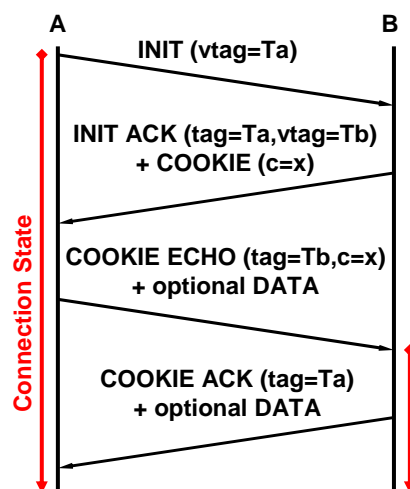 A
B
INIT (vtag=Ta)
INIT ACK (tag=Ta,vtag=Tb)
+ COOKIE (c=x)
COOKIE ECHO (tag=Tb,c=x)
+ optional DATA
COOKIE ACK (tag=Ta)
+ optional DATA
Connection State